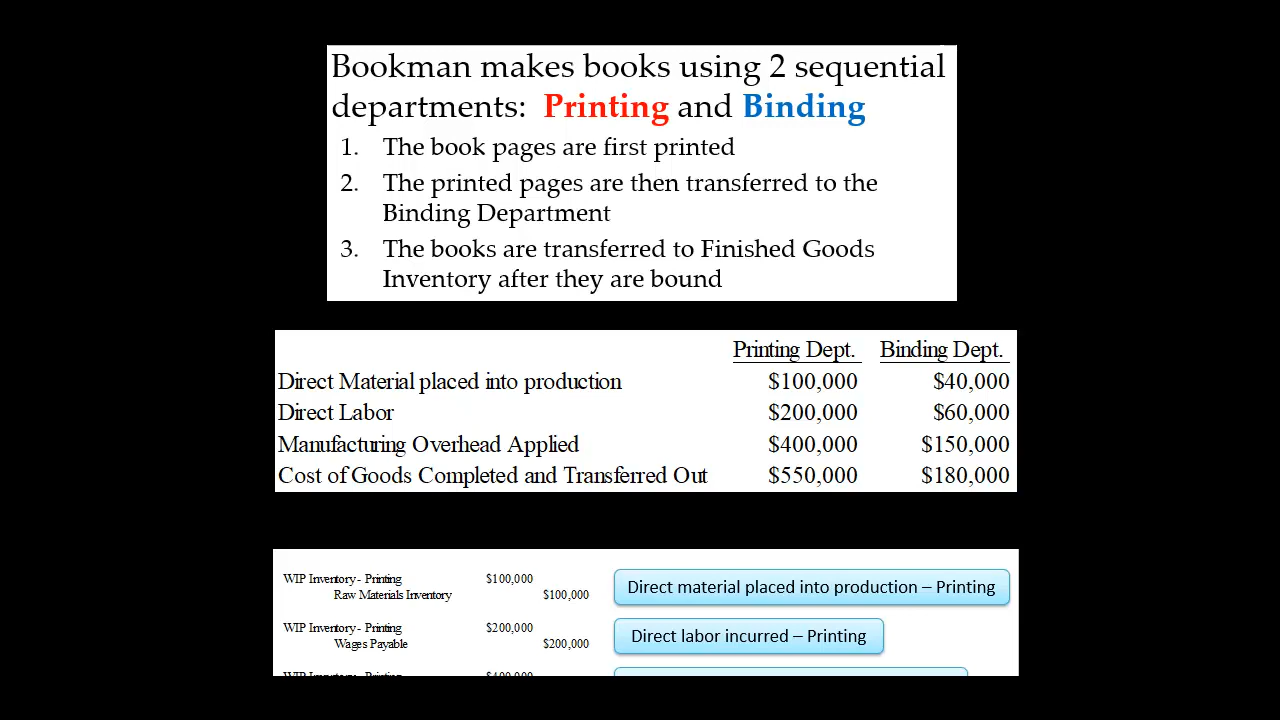 Bookman makes books using 2 sequential
departments: Printing and Binding
1. The book pages are first printed
2. The printed pages are then transferred to the
Binding Department
3. The books are transferred to Finished Goods
Inventory after they are bound
Printing Dept. Binding Dept.
Direct Material placed into production $100,000 $40,000
Direct Labor $200,000 $60,000
Manufacturing Overhead Applied $400,000 $150,000
Cost of Goods Completed and Transferred Out $550,000 $180,000
WIP Inventory - Printing $100,000
Raw Materials Inventory $100,000
Direct material placed into production – Printing
WIP Inventory - Printing $200,000
Wages Payable $200,000
Direct labor incurred – Printing